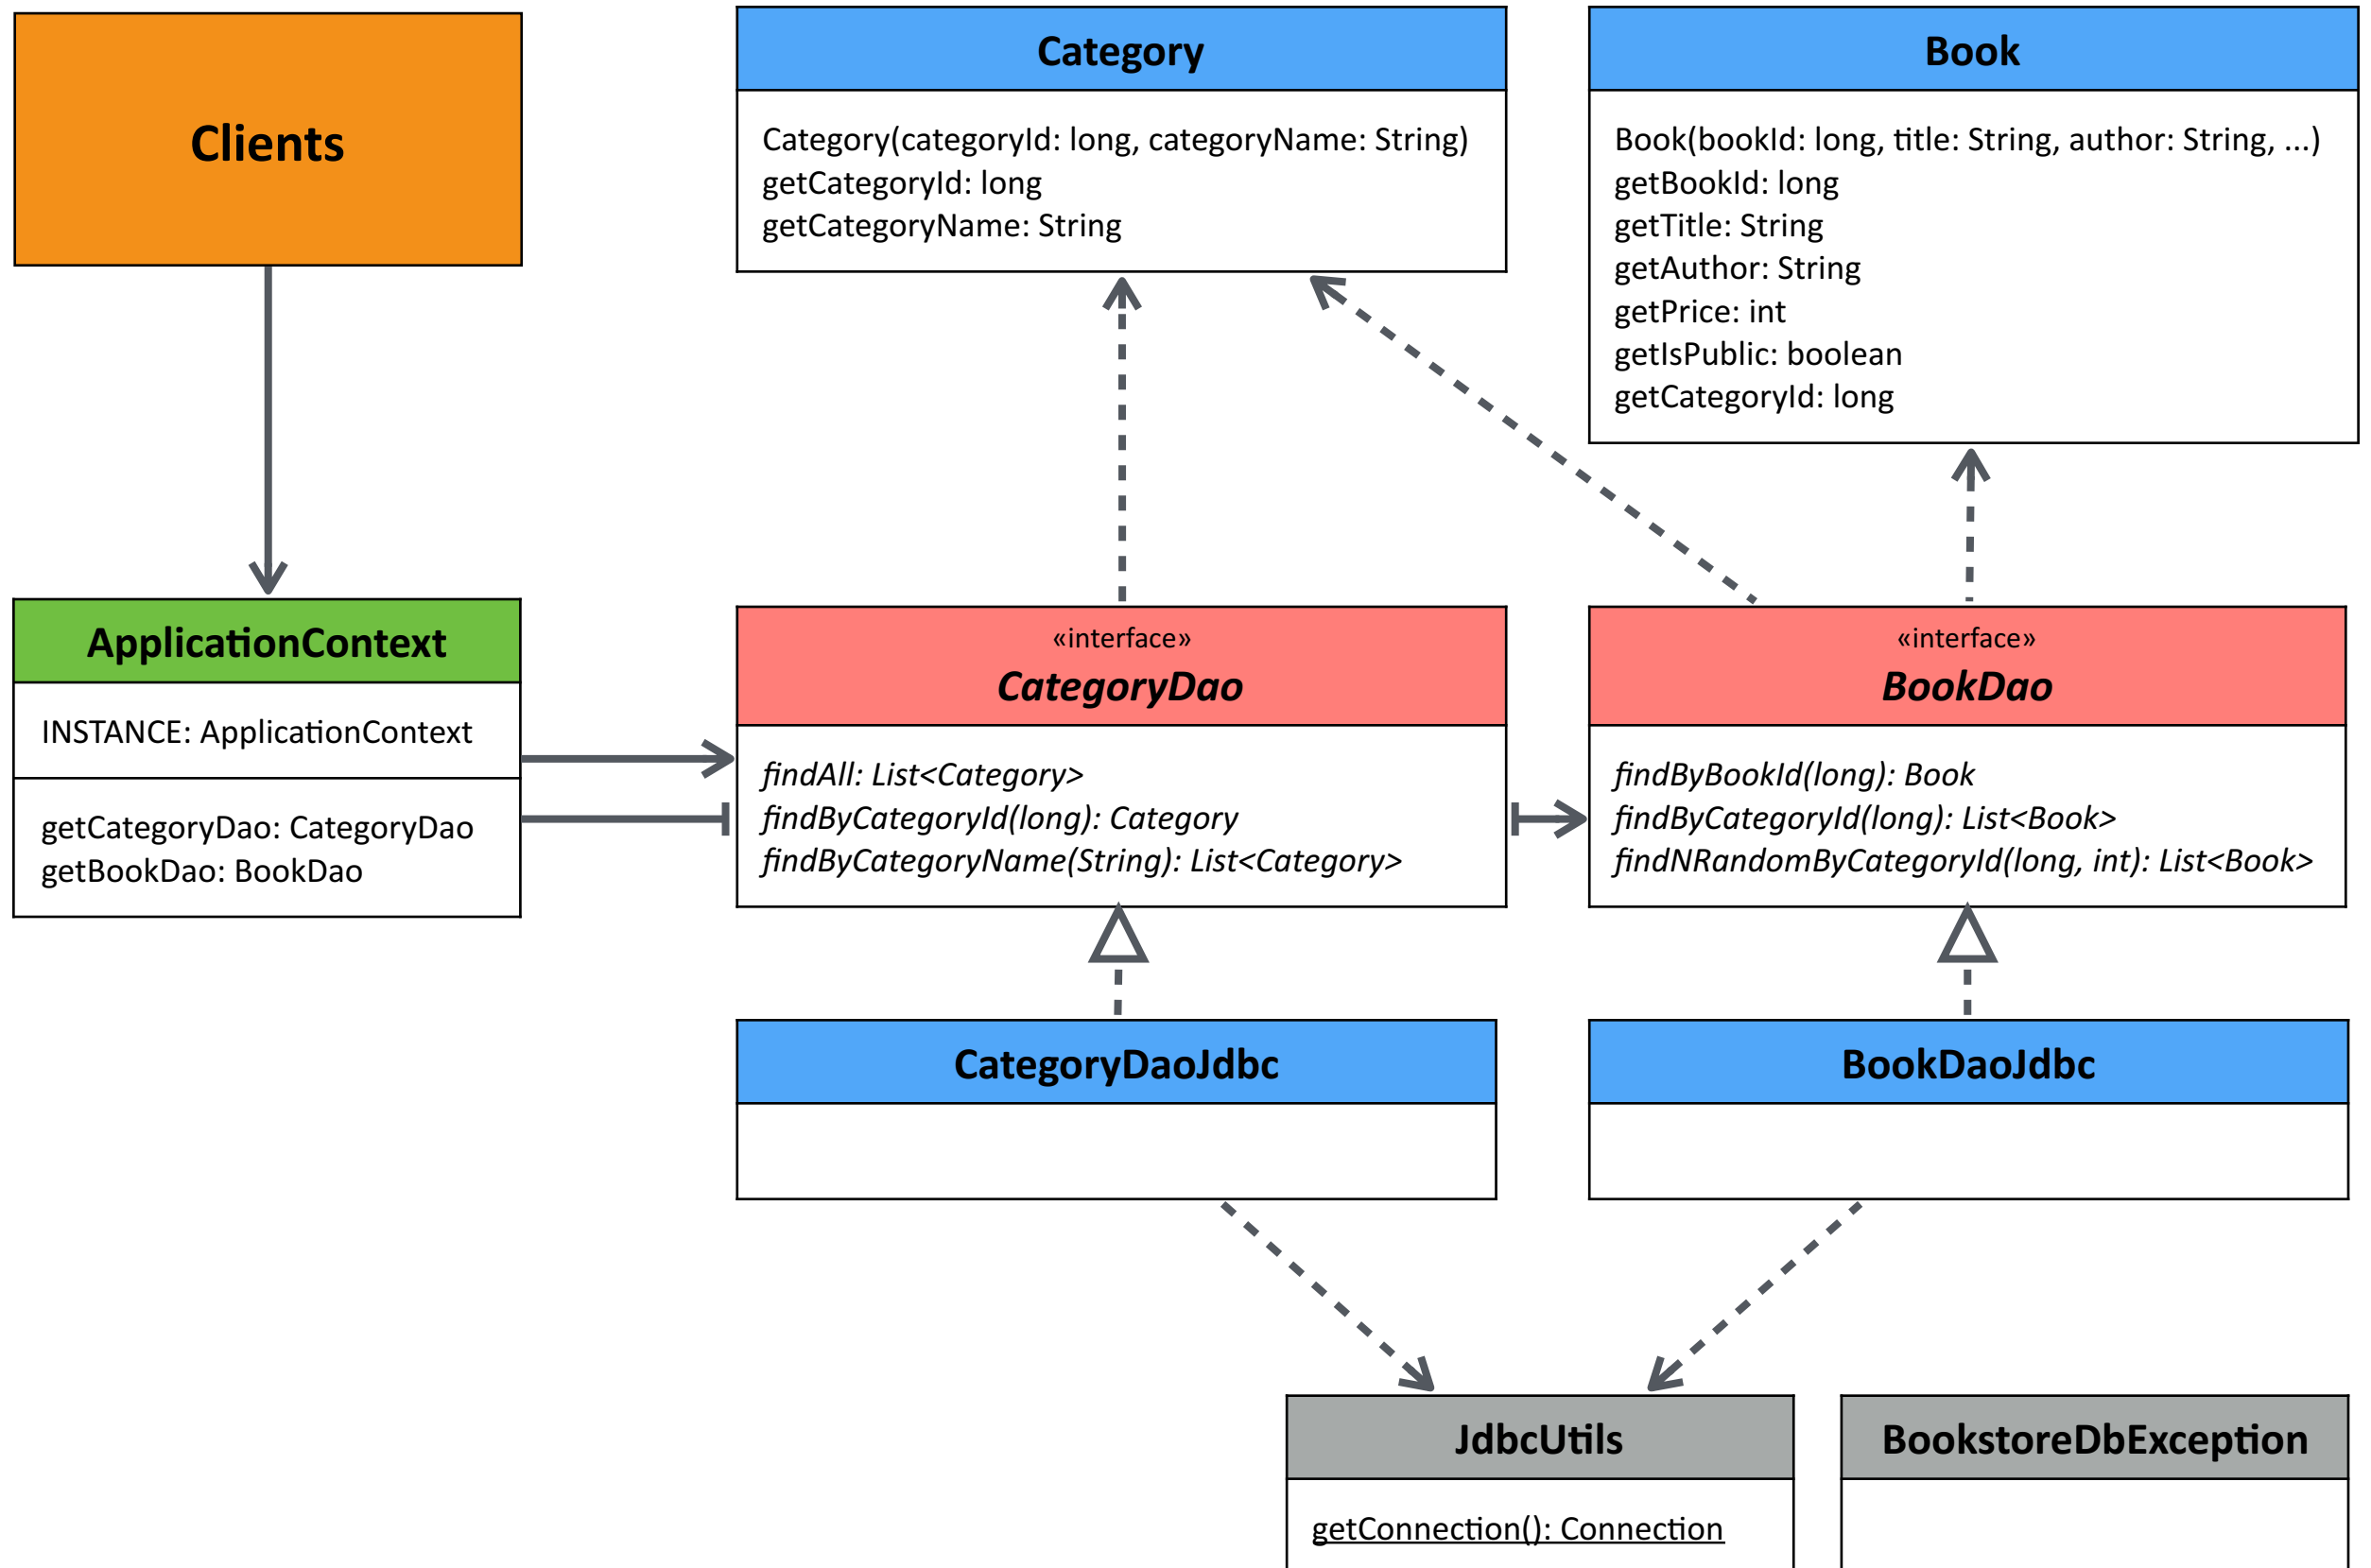 Clients
Category
Category(categoryId: long, categoryName: String)
getCategoryId: long
getCategoryName: String
Book
Book(bookId: long, title: String, author: String, ...)
getBookId: long
getTitle: String
getAuthor: String
getPrice: int
getIsPublic: boolean
getCategoryId: long
ApplicationContext
INSTANCE: ApplicationContext
getCategoryDao: CategoryDao
getBookDao: BookDao
«interface»
CategoryDao
findAll: List<Category>
findByCategoryId(long): Category
findByCategoryName(String): List<Category>
«interface»
BookDao
findByBookId(long): Book
findByCategoryId(long): List<Book>
findNRandomByCategoryId(long, int): List<Book>
CategoryDaoJdbc
BookDaoJdbc
JdbcUtils
getConnection(): Connection
BookstoreDbException